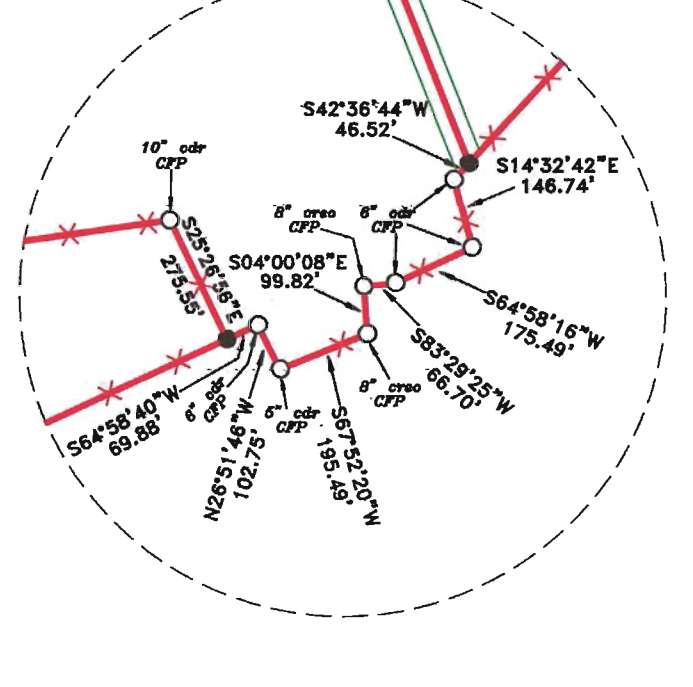 S42°36'44"W
46.52'
S14°32'42"E
146.74'
10" cdr
CFP
8" creo
CFP
6" cdr
CFP
S25°26'56"E
275.55'
S04°00'08"E
99.82'
S64°58'16"W
175.49'
S83°29'25"W
66.70'
8" creo
CFP
S64°58'40"W
69.88'
6" cdr
CFP
N26°51'46"W
102.75'
5" cdr
CFP
S67°52'20"W
195.49'